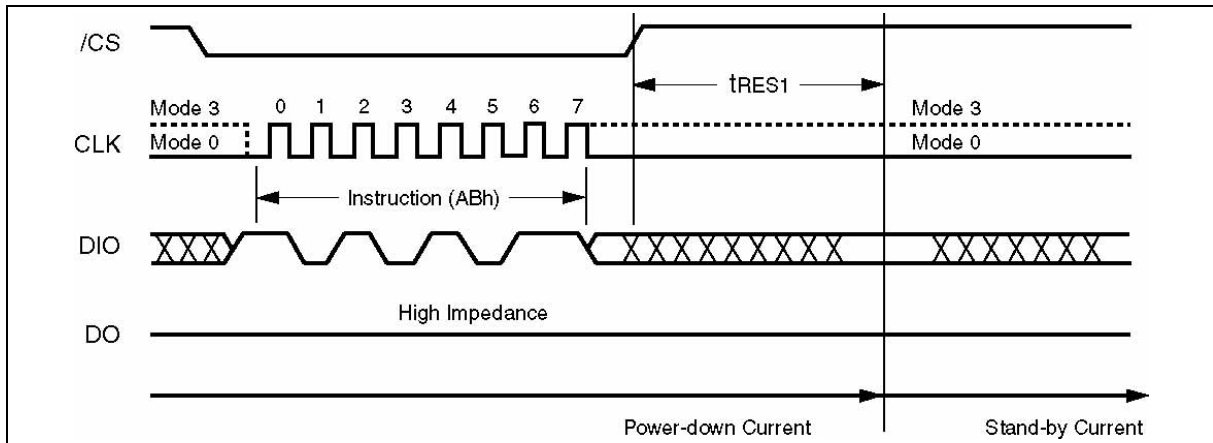 /CS
tRES1
Mode 3 0 1 2 3 4 5 6 7 Mode 3
CLK Mode 0 Mode 0
Instruction (ABh)
DIO
High Impedance
DO
Power-down Current Stand-by Current